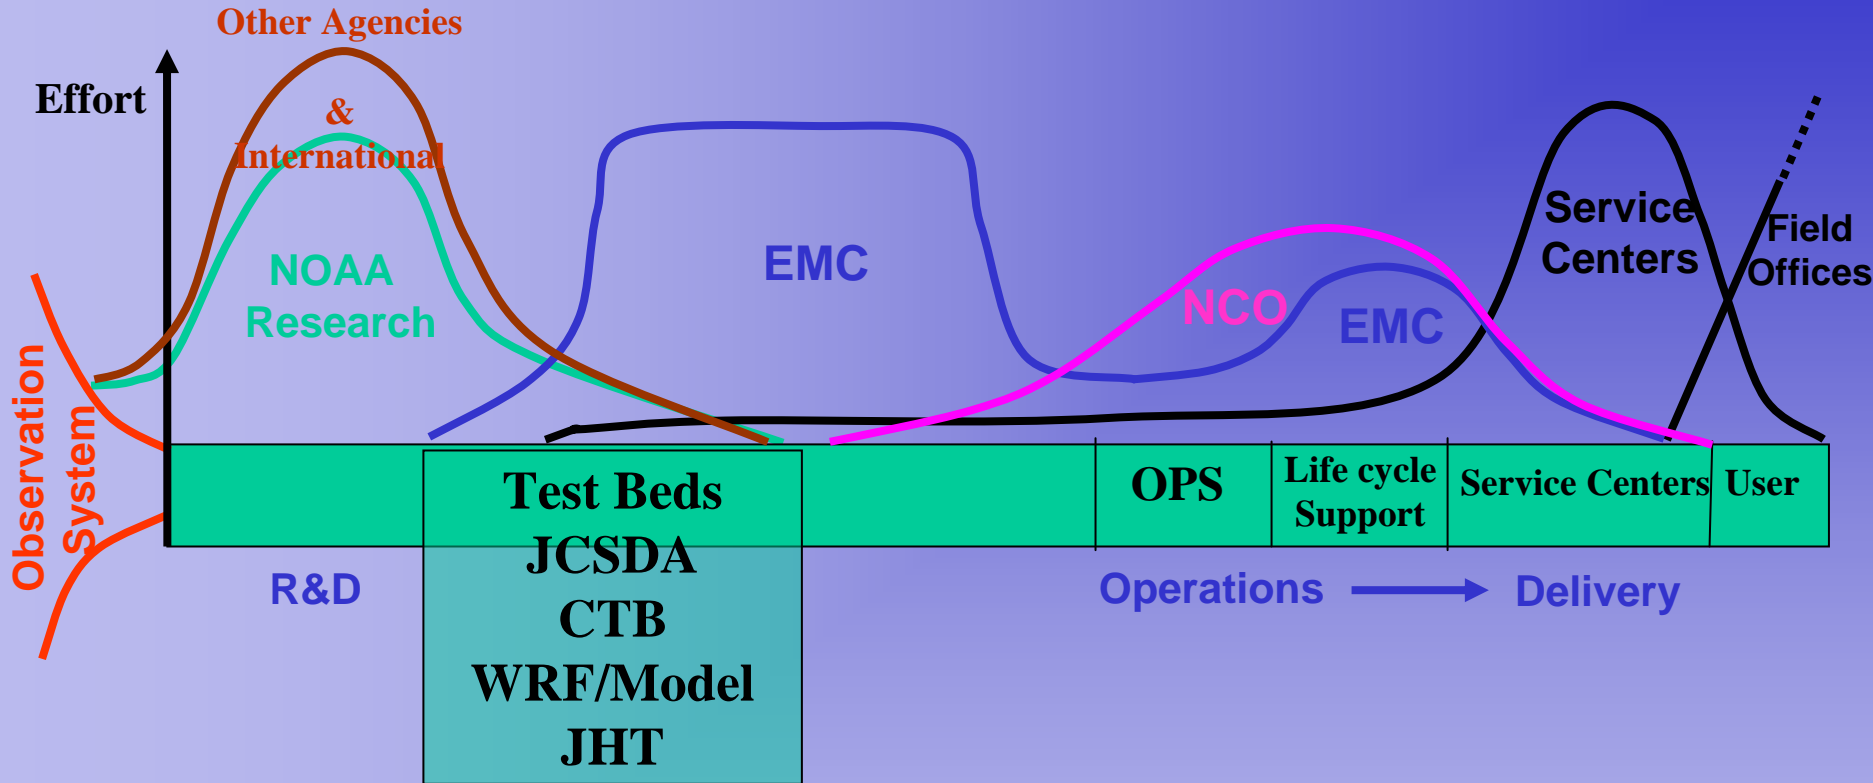 Other Agencies
&
International
Effort
NOAA
Research
EMC
NCO
EMC
Service
Centers
Field
Offices
Observation
System
Test Beds
JCSDA
CTB
WRF/Model
JHT
OPS
Life cycle
Support
Service Centers
User
R&D
Operations
Delivery